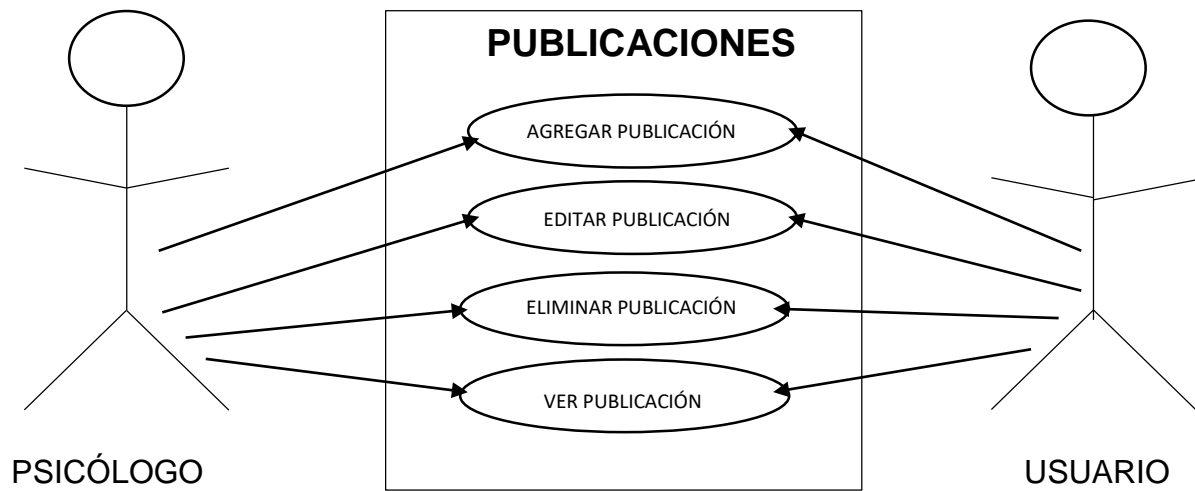 PUBLICACIONES
AGREGAR PUBLICACIÓN
EDITAR PUBLICACIÓN
ELIMINAR PUBLICACIÓN
VER PUBLICACIÓN
PSICÓLOGO
USUARIO